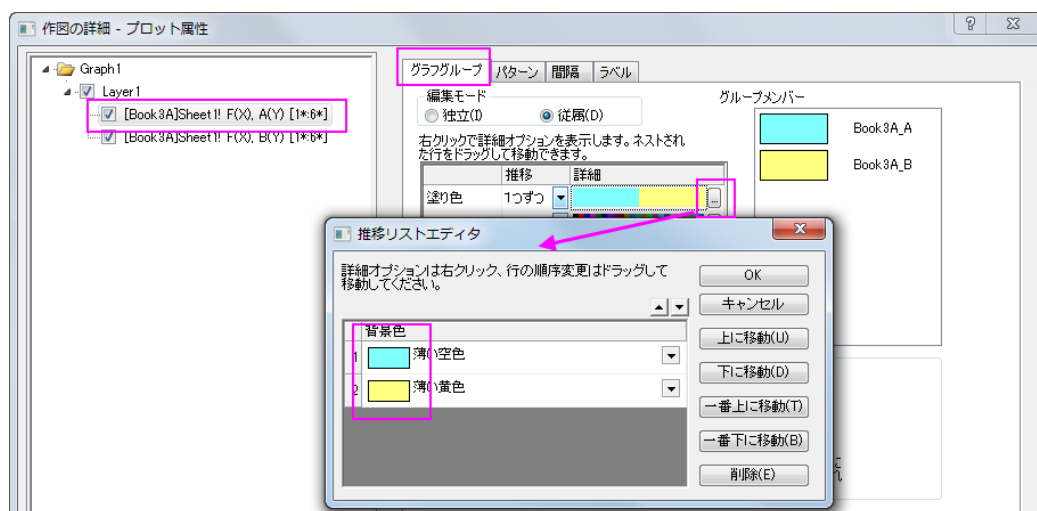 作図の詳細 - プロット属性
Graph1
Layer1
[Book3A]Sheet1! F(X), A(Y) [1*:6*]
[Book3A]Sheet1! F(X), B(Y) [1*:6*]
グラフグループ パターン 間隔 ラベル
編集モード
独立(I) 従属(D)
右クリックで詳細オプションを表示します。ネストされ
た行をドラッグして移動できます。
推移 詳細
塗り色 1つずつ ...
グループメンバー
Book3A_A
Book3A_B
推移リストエディタ
詳細オプションは右クリック、行の順序変更はドラッグして
移動してください。
背景色
1 薄い空色
2 薄い黄色
OK
キャンセル
上に移動(U)
下に移動(D)
一番上に移動(T)
一番下に移動(B)
削除(E)